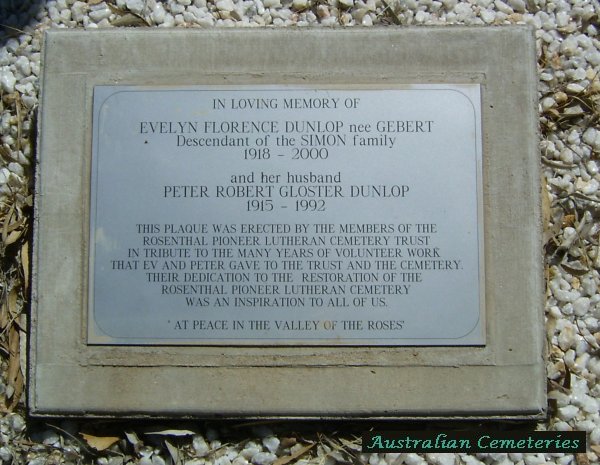 IN LOVING MEMORY OF
EVELYN FLORENCE DUNLOP nee GEBERT
Descendant of the SIMON family
1918 - 2000
and her husband
PETER ROBERT GLOSTER DUNLOP
1915 - 1992
THIS PLAQUE WAS ERECTED BY THE MEMBERS OF THE
ROSENTHAL PIONEER LUTHERAN CEMETERY TRUST
IN TRIBUTE TO THE MANY YEARS OF VOLUNTEER WORK
THAT EV AND PETER GAVE TO THE TRUST AND THE CEMETERY.
THEIR DEDICATION TO THE RESTORATION OF THE
ROSENTHAL PIONEER LUTHERAN CEMETERY
WAS AN INSPIRATION TO ALL OF US.
'AT PEACE IN THE VALLEY OF THE ROSES'
Australian Cemeteries